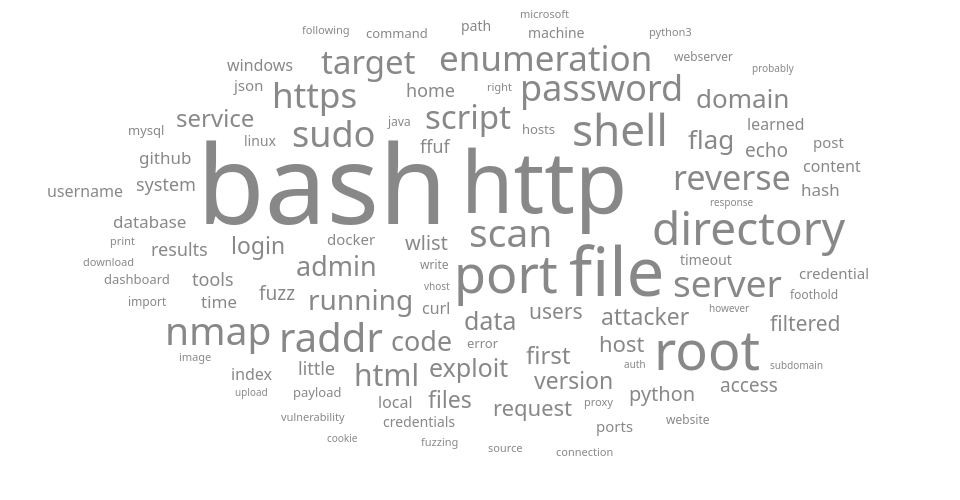 microsoft
following command path machine python3
windows target enumeration webserver probably
json https home right password domain
service java script hosts shell learned
mysql linux sudo ffuf flag echo post
github bash http content
username system reverse hash
response
database directory
print results login docker wlist scan timeout
download admin write port file credential
dashboard tools vhost server foothold
import time fuzz running curl users however
nmap raddr code data attacker filtered
image error first host root
index little html exploit auth subdomain
upload payload version python access
local files request proxy
vulnerability credentials ports website
cookie fuzzing source connection